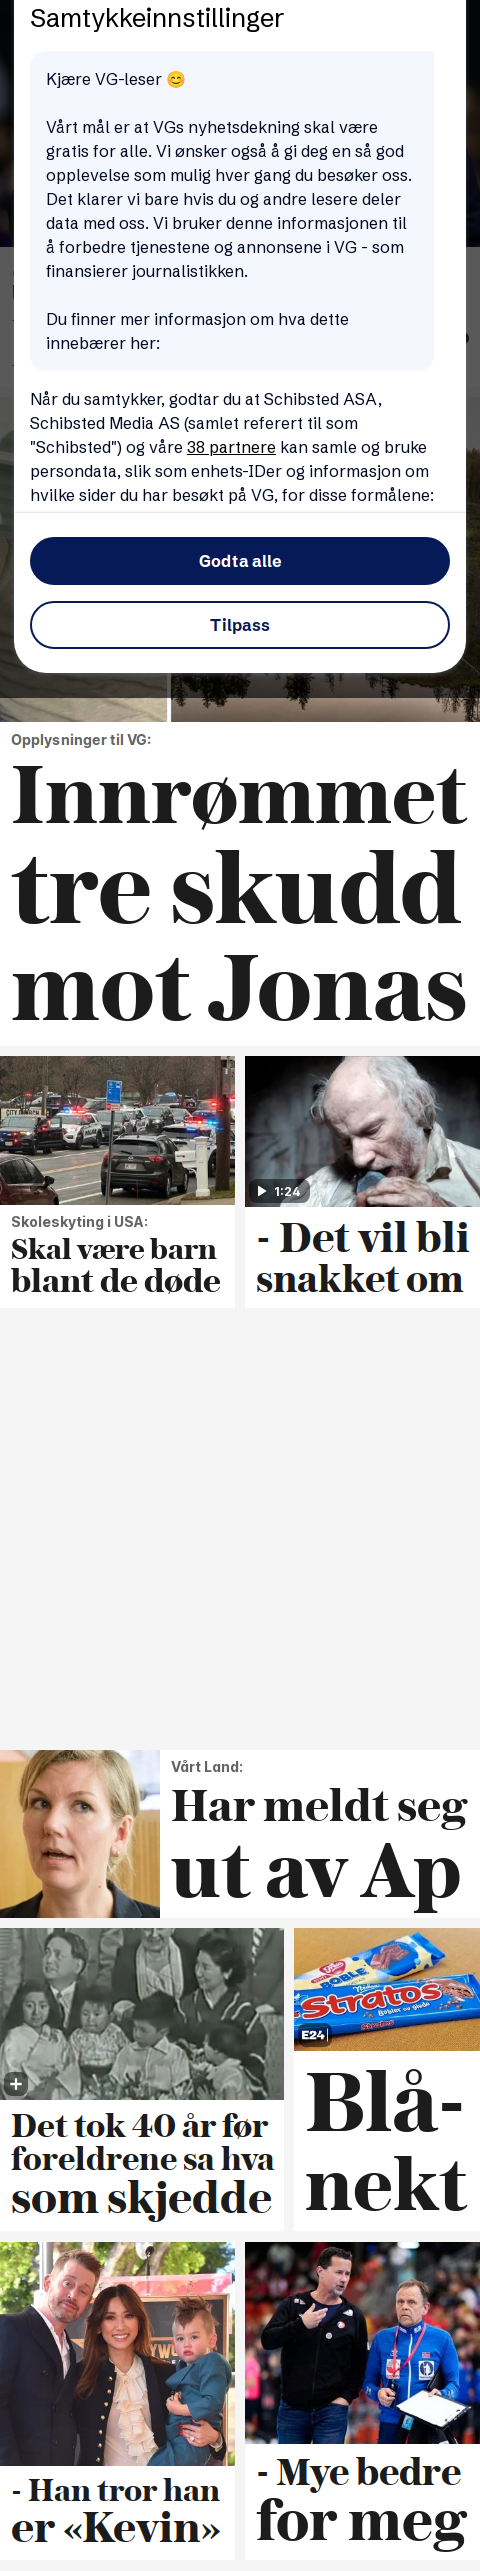 Samtykkeinnstillinger
Kjære VG-leser 😊
Vårt mål er at VGs nyhetsdekning skal være
gratis for alle. Vi ønsker også å gi deg en så god
opplevelse som mulig hver gang du besøker oss.
Det klarer vi bare hvis du og andre lesere deler
data med oss. Vi bruker denne informasjonen til
å forbedre tjenestene og annonsene i VG - som
finansierer journalistikken.
Du finner mer informasjon om hva dette
innebærer her:
Når du samtykker, godtar du at Schibsted ASA,
Schibsted Media AS (samlet referert til som
"Schibsted") og våre 38 partnere kan samle og bruke
persondata, slik som enhets-IDer og informasjon om
hvilke sider du har besøkt på VG, for disse formålene:
Godta alle
Tilpass
Opplysninger til VG:
Innrømmet
tre skudd
mot Jonas
CITY CHURCH
Skoleskyting i USA:
Skal være barn
blant de døde
1:24
- Det vil bli
snakket om
Vårt Land:
Har meldt seg
ut av Ap
Det tok 40 år før
foreldrene sa hva
som skjedde
BOBLE
Stratos
Bobler av glede
Stratos
E24
Blå-
nekt
- Han tror han
er «Kevin»
- Mye bedre
for meg